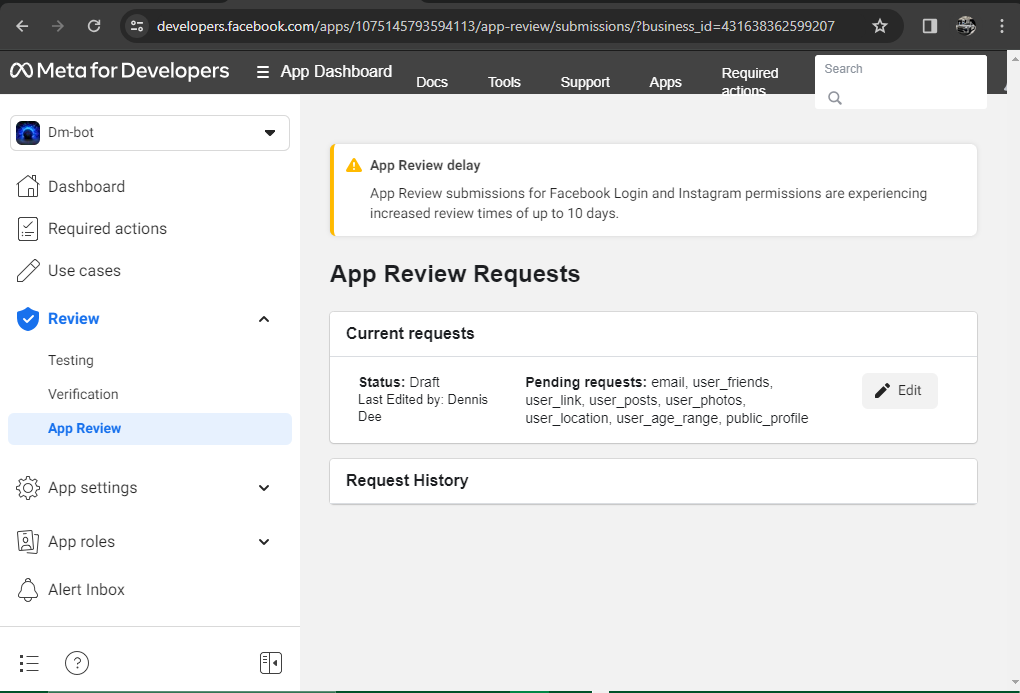 developers.facebook.com/apps/1075145793594113/app-review/submissions/?business_id=431638362599207
Meta for Developers
App Dashboard
Docs
Tools
Support
Apps
Required
actions
Search
Dm-bot
Dashboard
Required actions
Use cases
Review
Testing
Verification
App Review
App settings
App roles
Alert Inbox
?
App Review delay
App Review submissions for Facebook Login and Instagram permissions are experiencing
increased review times of up to 10 days.
App Review Requests
Current requests
Status: Draft
Last Edited by: Dennis
Dee
Pending requests: email, user_friends,
user_link, user_posts, user_photos,
user_location, user_age_range, public_profile
Edit
Request History